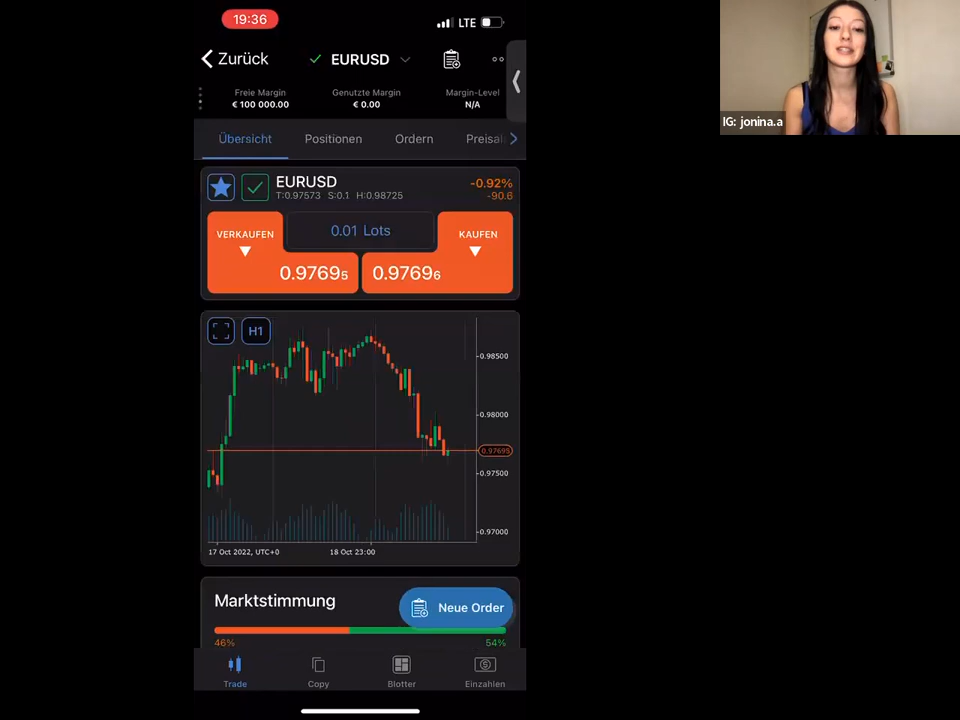 19:36
LTE
Zurück
EURUSD
Freie Margin
€ 100 000.00
Genutzte Margin
€ 0.00
Margin-Level
N/A
Übersicht
Positionen
Ordern
Preisal
EURUSD
T:0.97573 S:0.1 H:0.98725
-0.92%
-90.6
VERKAUFEN
0.01 Lots
KAUFEN
0.97695
0.97696
H1
0.98500
0.98000
0.97695
0.97500
0.97000
17 Oct 2022, UTC+0
18 Oct 23:00
Marktstimmung
Neue Order
46%
54%
Trade
Copy
Blotter
Einzahlen
IG: jonina.a